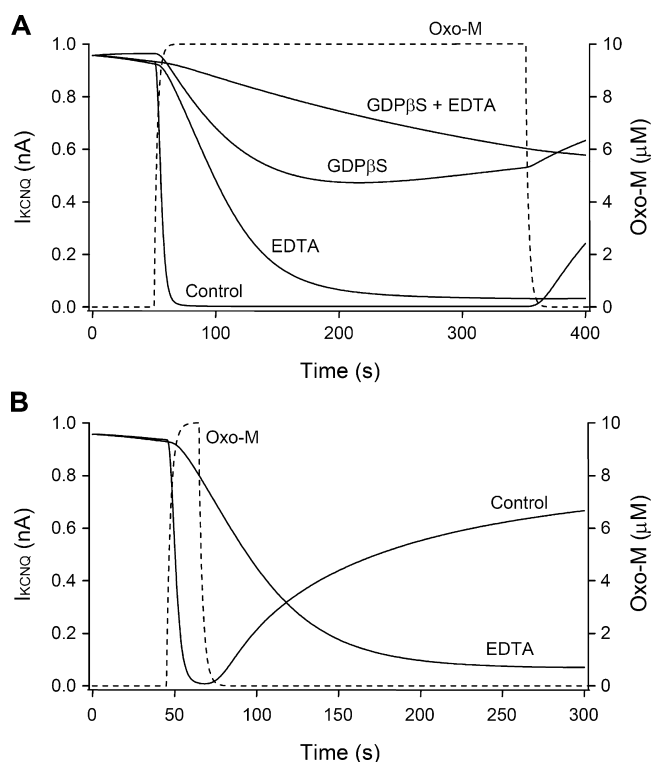 A
Oxo-M
1.0
0.8
0.6
0.4
0.2
0.0
I_KCNQ (nA)
10
8
6
4
2
0
Oxo-M (μM)
GDPβS + EDTA
GDPβS
EDTA
Control
0 100 200 300 400
Time (s)
B
1.0
0.8
0.6
0.4
0.2
0.0
I_KCNQ (nA)
10
8
6
4
2
0
Oxo-M (μM)
Oxo-M
Control
EDTA
0 50 100 150 200 250 300
Time (s)